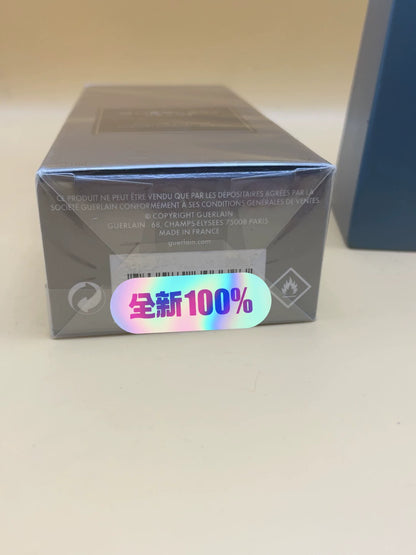 CE PRODUIT NE PEUT ÊTRE VENDU QUE PAR LES DÉPOSITAIRES AGRÉÉS PAR LA
SOCIÉTÉ GUERLAIN CONFORMÉMENT À SES CONDITIONS GÉNÉRALES DE VENTES.
© COPYRIGHT GUERLAIN
GUERLAIN 68, CHAMPS-ELYSEES 75008 PARIS
MADE IN FRANCE
guerlain.com
全新100%